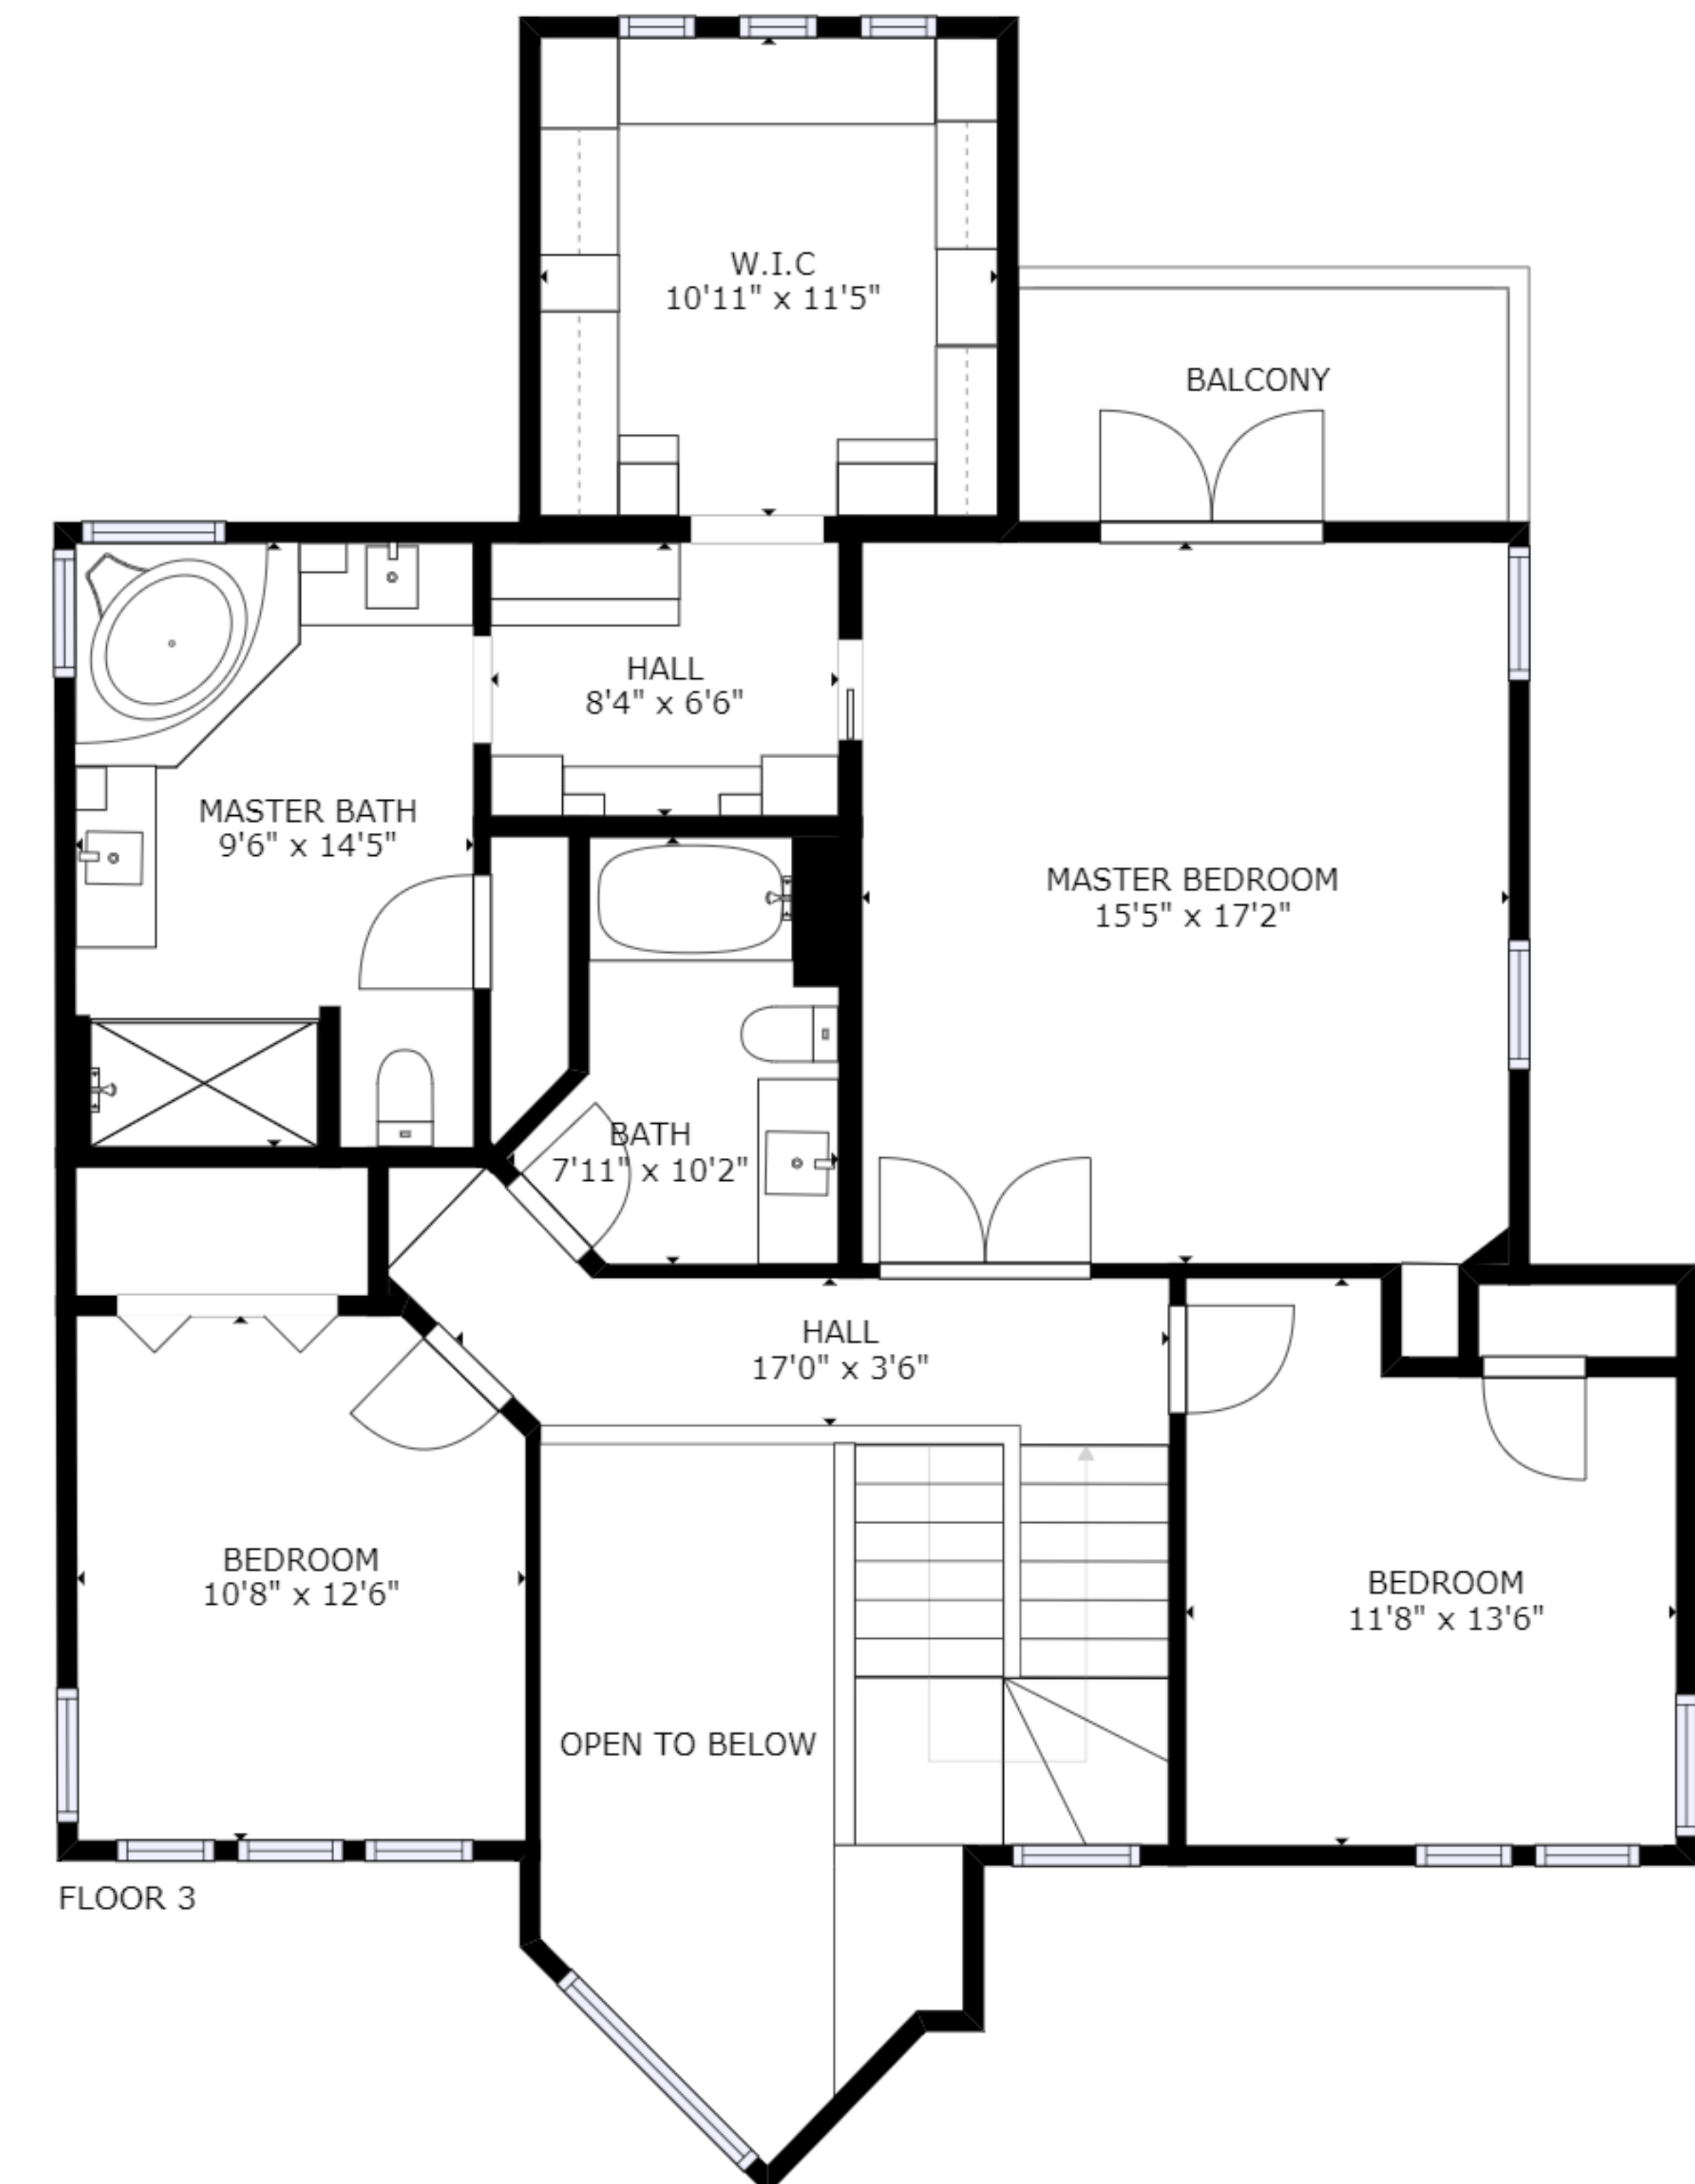 W.I.C
10'11" x 11'5"
BALCONY
HALL
8'4" x 6'6"
MASTER BATH
9'6" x 14'5"
MASTER BEDROOM
15'5" x 17'2"
BATH
7'11" x 10'2"
HALL
17'0" x 3'6"
BEDROOM
10'8" x 12'6"
BEDROOM
11'8" x 13'6"
OPEN TO BELOW
FLOOR 3